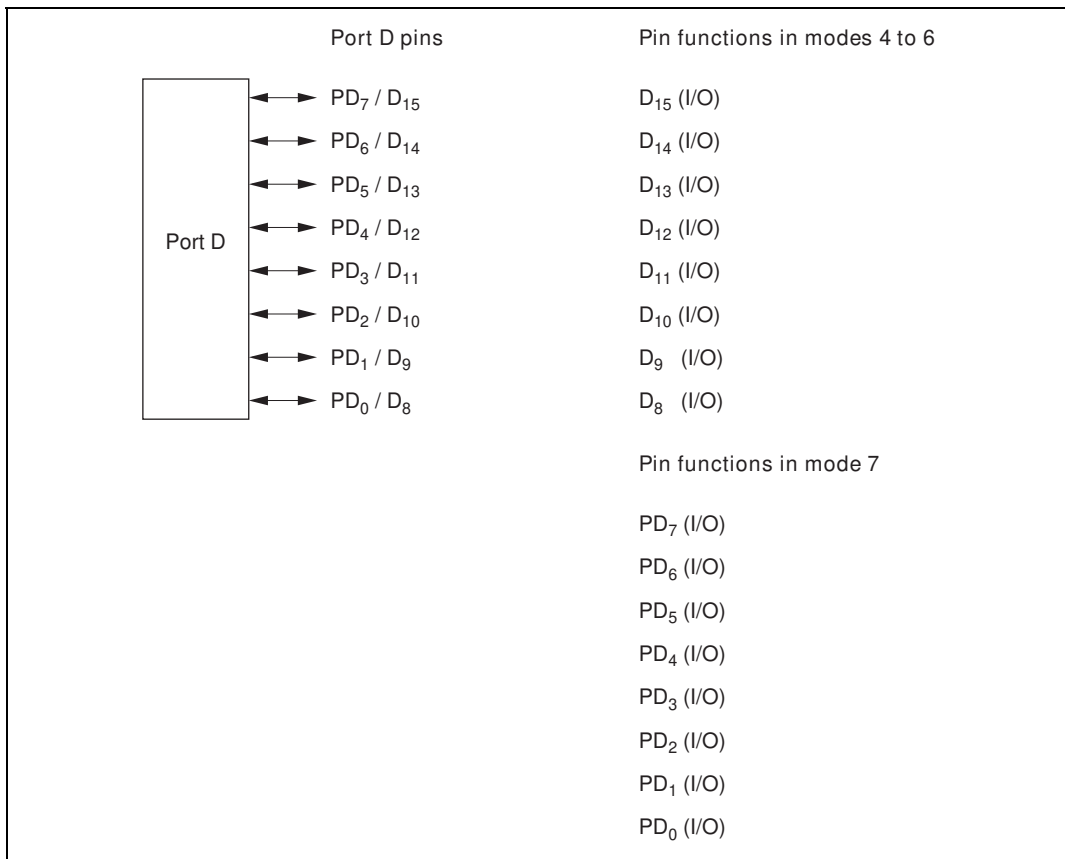 Port D pins Pin functions in modes 4 to 6
PD₇ / D₁₅ D₁₅ (I/O)
PD₆ / D₁₄ D₁₄ (I/O)
PD₅ / D₁₃ D₁₃ (I/O)
PD₄ / D₁₂ D₁₂ (I/O)
Port D
PD₃ / D₁₁ D₁₁ (I/O)
PD₂ / D₁₀ D₁₀ (I/O)
PD₁ / D₉ D₉ (I/O)
PD₀ / D₈ D₈ (I/O)
Pin functions in mode 7
PD₇ (I/O)
PD₆ (I/O)
PD₅ (I/O)
PD₄ (I/O)
PD₃ (I/O)
PD₂ (I/O)
PD₁ (I/O)
PD₀ (I/O)